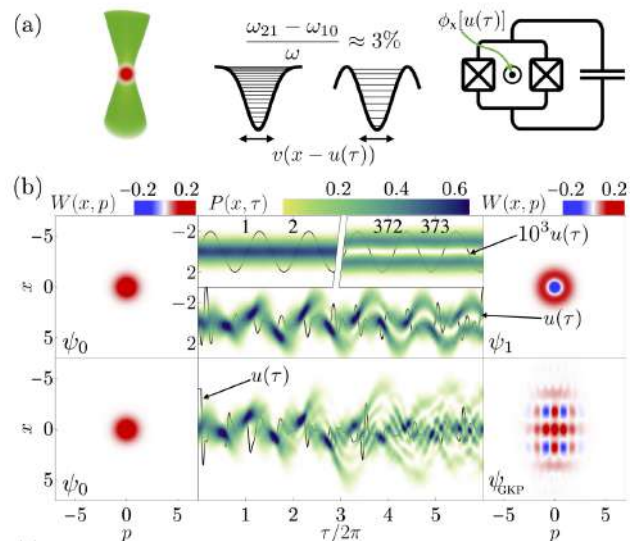 (a)
ω₂₁ − ω₁₀
ω
≈ 3%
v(x − u(τ))
ϕₓ[u(τ)]
(b)
−0.2 0.2
W(x, p)
P(x, τ)
0.2 0.4 0.6
−0.2 0.2
W(x, p)
−5
0
5
x
ψ₀
−2
2
1 2 372 373
10³u(τ)
−2
2
u(τ)
ψ₁
−5
0
5
x
ψ₀
u(τ)
ψ_GKP
−5 0 5
p
0 1 2 3 4 5
τ/2π
−5 0 5
p